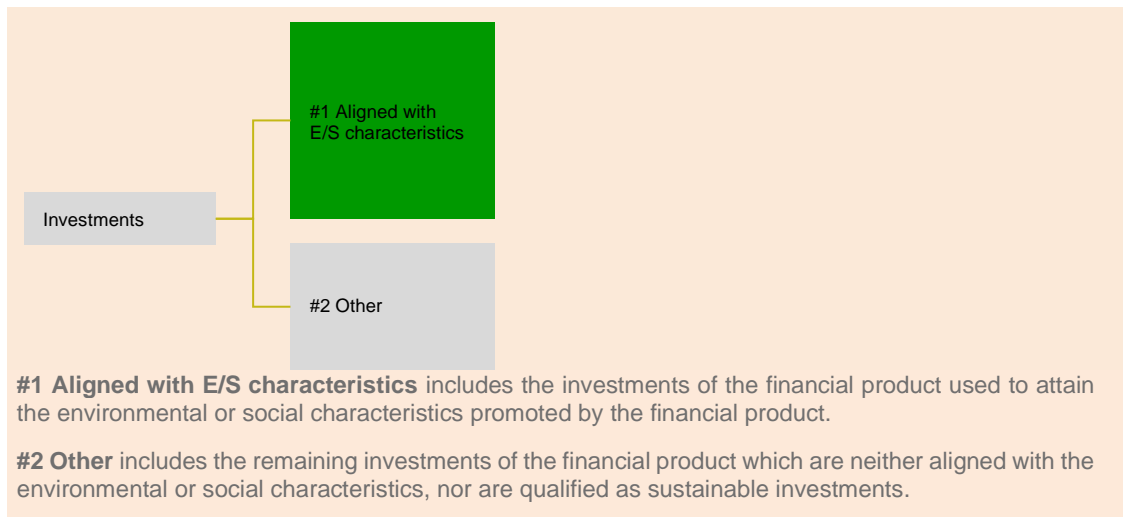 #1 Aligned with
E/S characteristics
Investments
#2 Other
#1 Aligned with E/S characteristics includes the investments of the financial product used to attain
the environmental or social characteristics promoted by the financial product.
#2 Other includes the remaining investments of the financial product which are neither aligned with the
environmental or social characteristics, nor are qualified as sustainable investments.